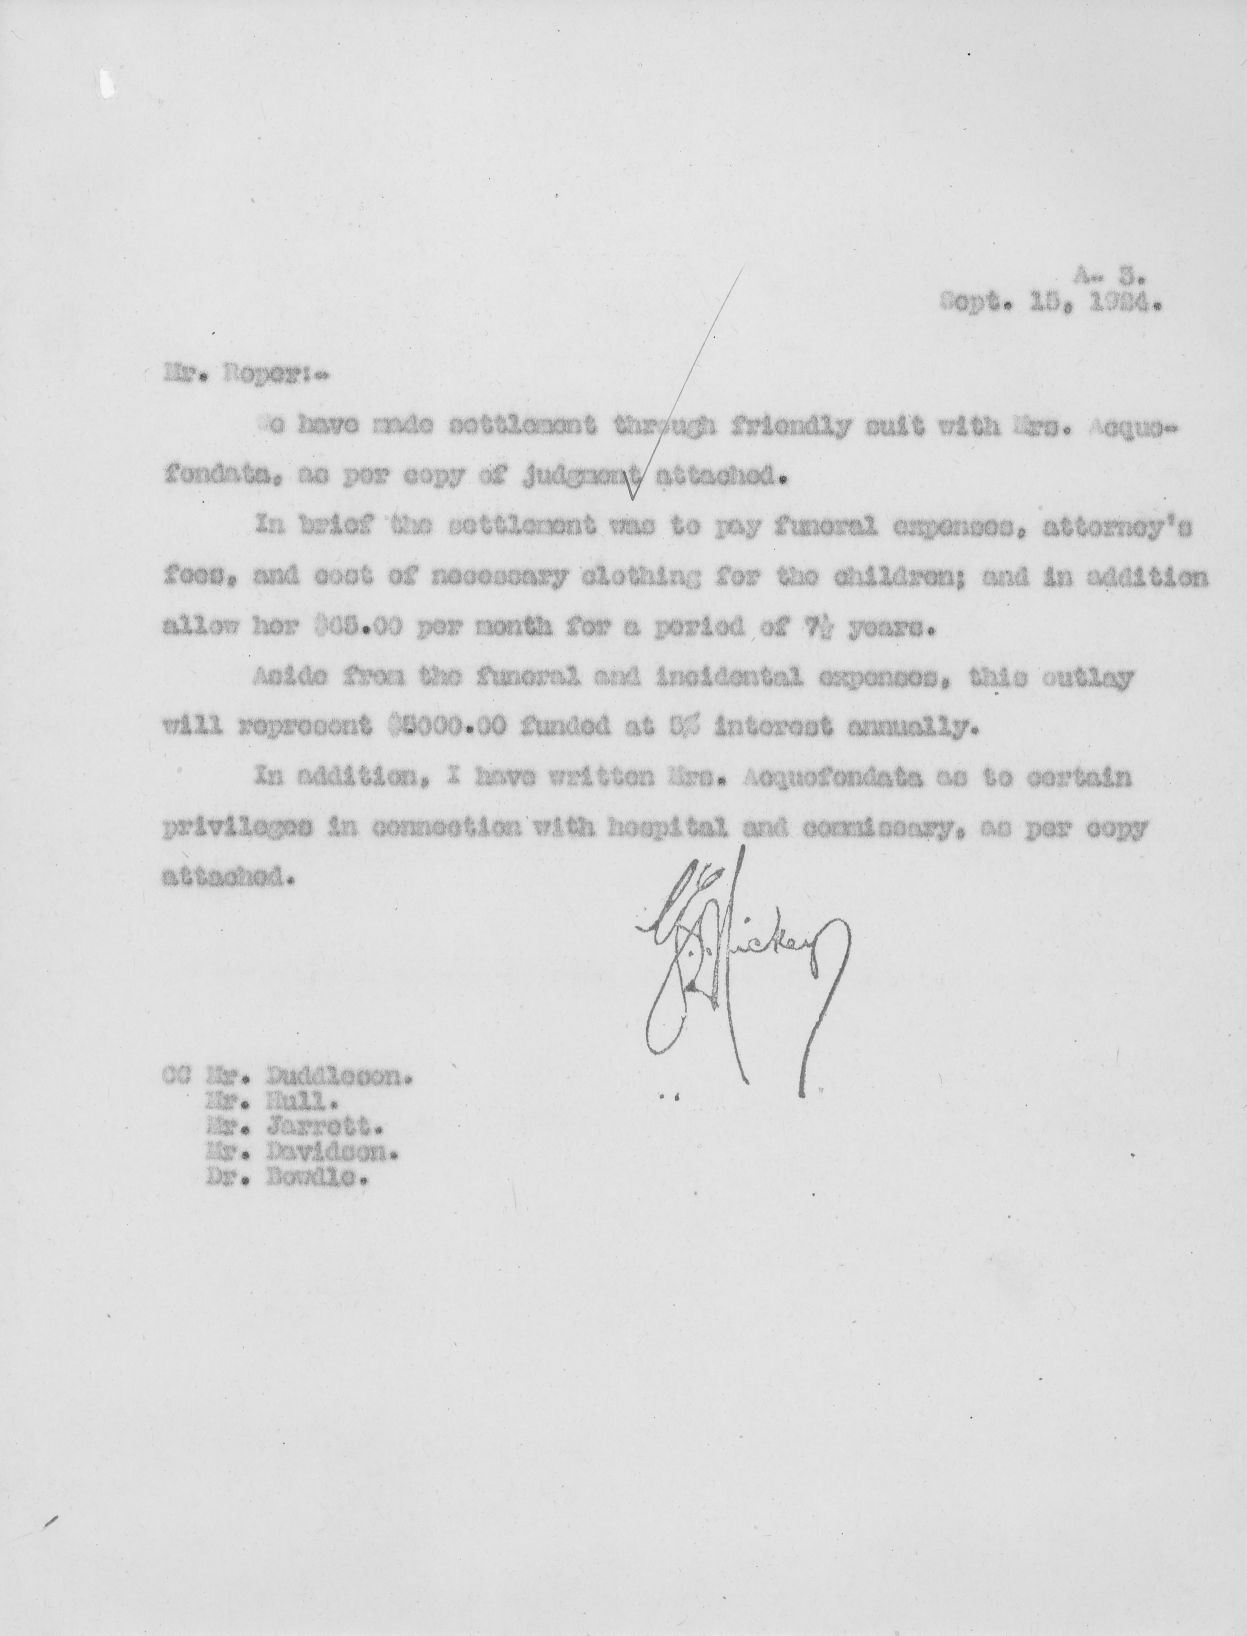 A- 3.
Sept. 15, 1924.
Mr. Roper:-
We have made settlement through friendly suit with Mrs. Acque-
fondata, as per copy of judgment attached.
In brief the settlement was to pay funeral expenses, attorney's
fees, and cost of necessary clothing for the children; and in addition
allow her $65.00 per month for a period of 7½ years.
Aside from the funeral and incidental expenses, this outlay
will represent $5000.00 funded at 5% interest annually.
In addition, I have written Mrs. Acquefondata as to certain
privileges in connection with hospital and commissary, as per copy
attached.
Hickey
CC Mr. Duddleson.
Mr. Hull.
Mr. Jarrett.
Mr. Davidson.
Dr. Bowdle.